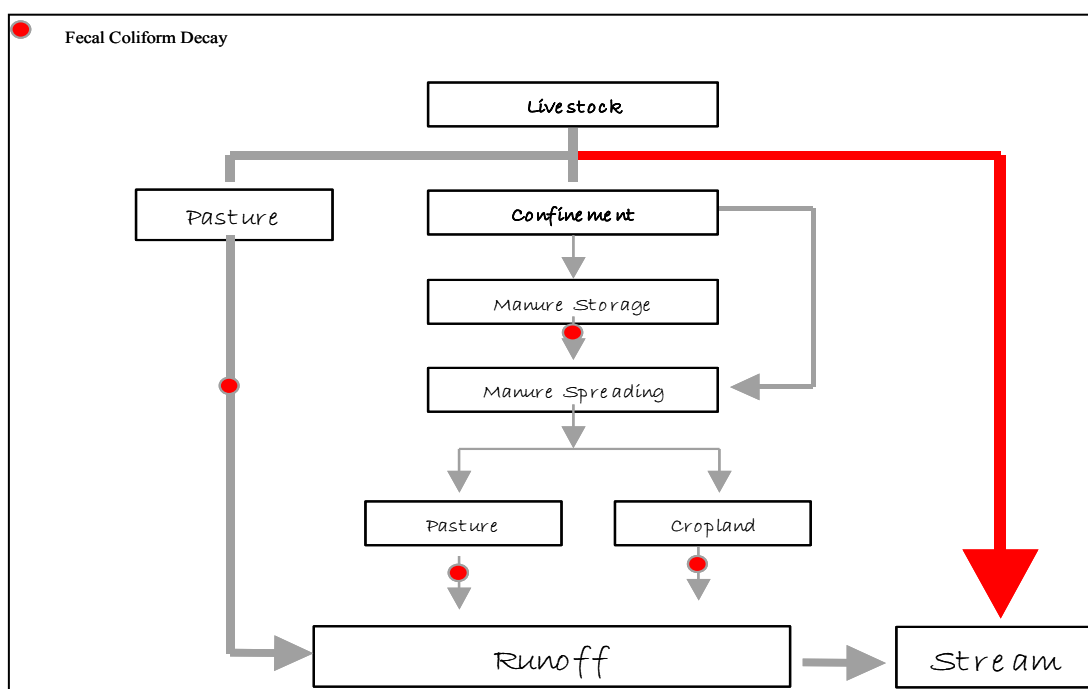 Fecal Coliform Decay
Livestock
Pasture
Confinement
Manure Storage
Manure Spreading
Pasture
Cropland
Runoff
Stream